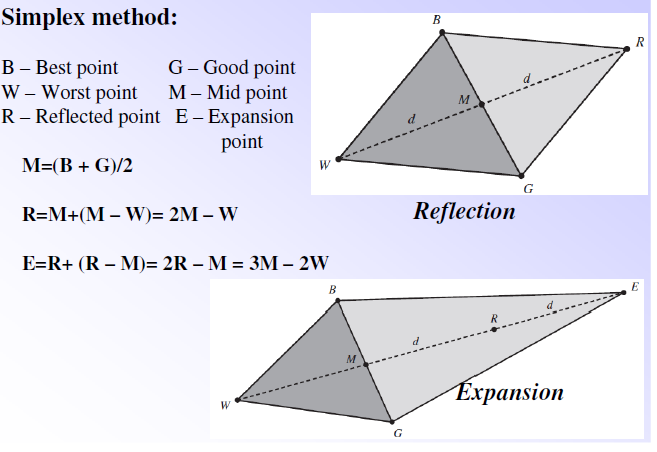 Simplex method:
B – Best point G – Good point
W – Worst point M – Mid point
R – Reflected point E – Expansion
point
M=(B + G)/2
R=M+(M – W)= 2M – W
E=R+ (R – M)= 2R – M = 3M – 2W
B
R
d
M
d
W
G
Reflection
B
E
d
R
d
M
Expansion
W
G